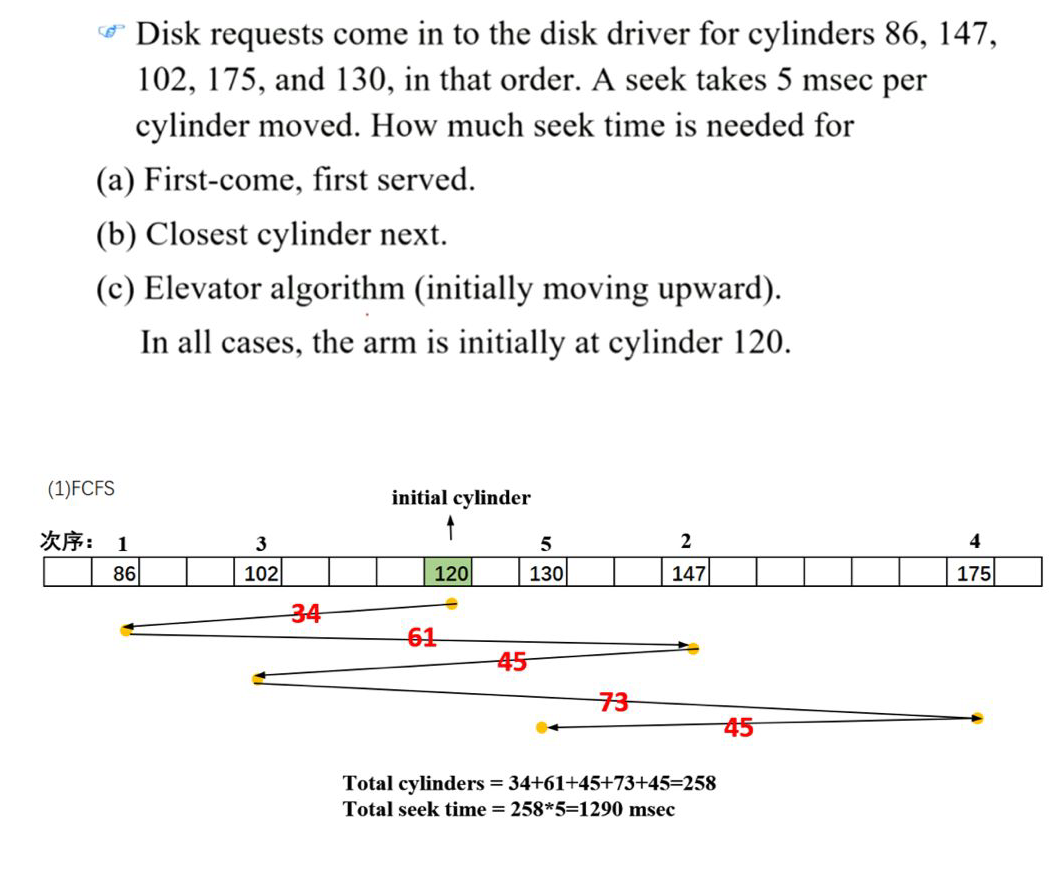 Disk requests come in to the disk driver for cylinders 86, 147,
102, 175, and 130, in that order. A seek takes 5 msec per
cylinder moved. How much seek time is needed for
(a) First-come, first served.
(b) Closest cylinder next.
(c) Elevator algorithm (initially moving upward).
In all cases, the arm is initially at cylinder 120.
(1)FCFS
initial cylinder
次序: 1 3 5 2 4
86 102 120 130 147 175
34
61
45
73
45
Total cylinders = 34+61+45+73+45=258
Total seek time = 258*5=1290 msec